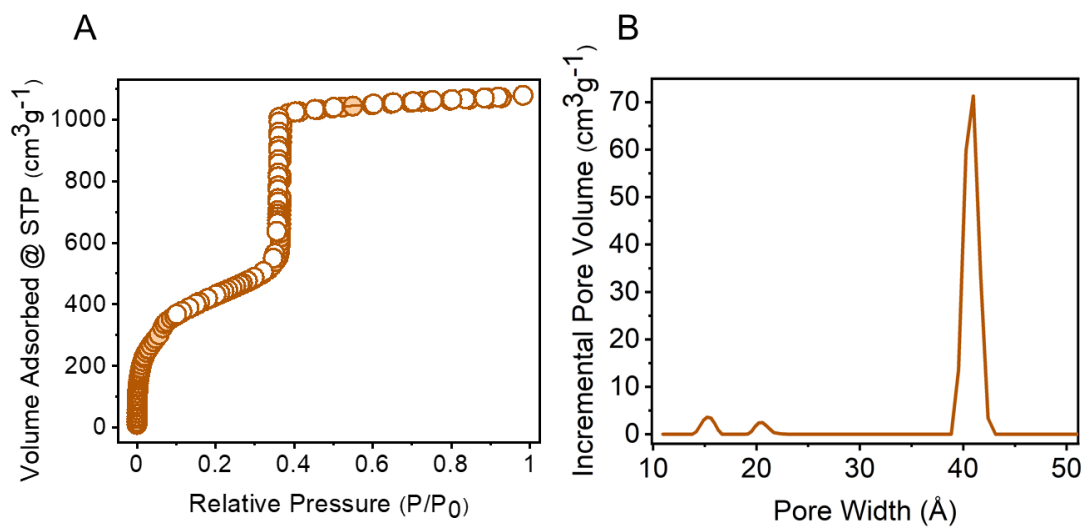 A
Volume Adsorbed @ STP (cm³g⁻¹)
1000
800
600
400
200
0
0 0.2 0.4 0.6 0.8 1
Relative Pressure (P/P₀)
B
Incremental Pore Volume (cm³g⁻¹)
70
60
50
40
30
20
10
0
10 20 30 40 50
Pore Width (Å)